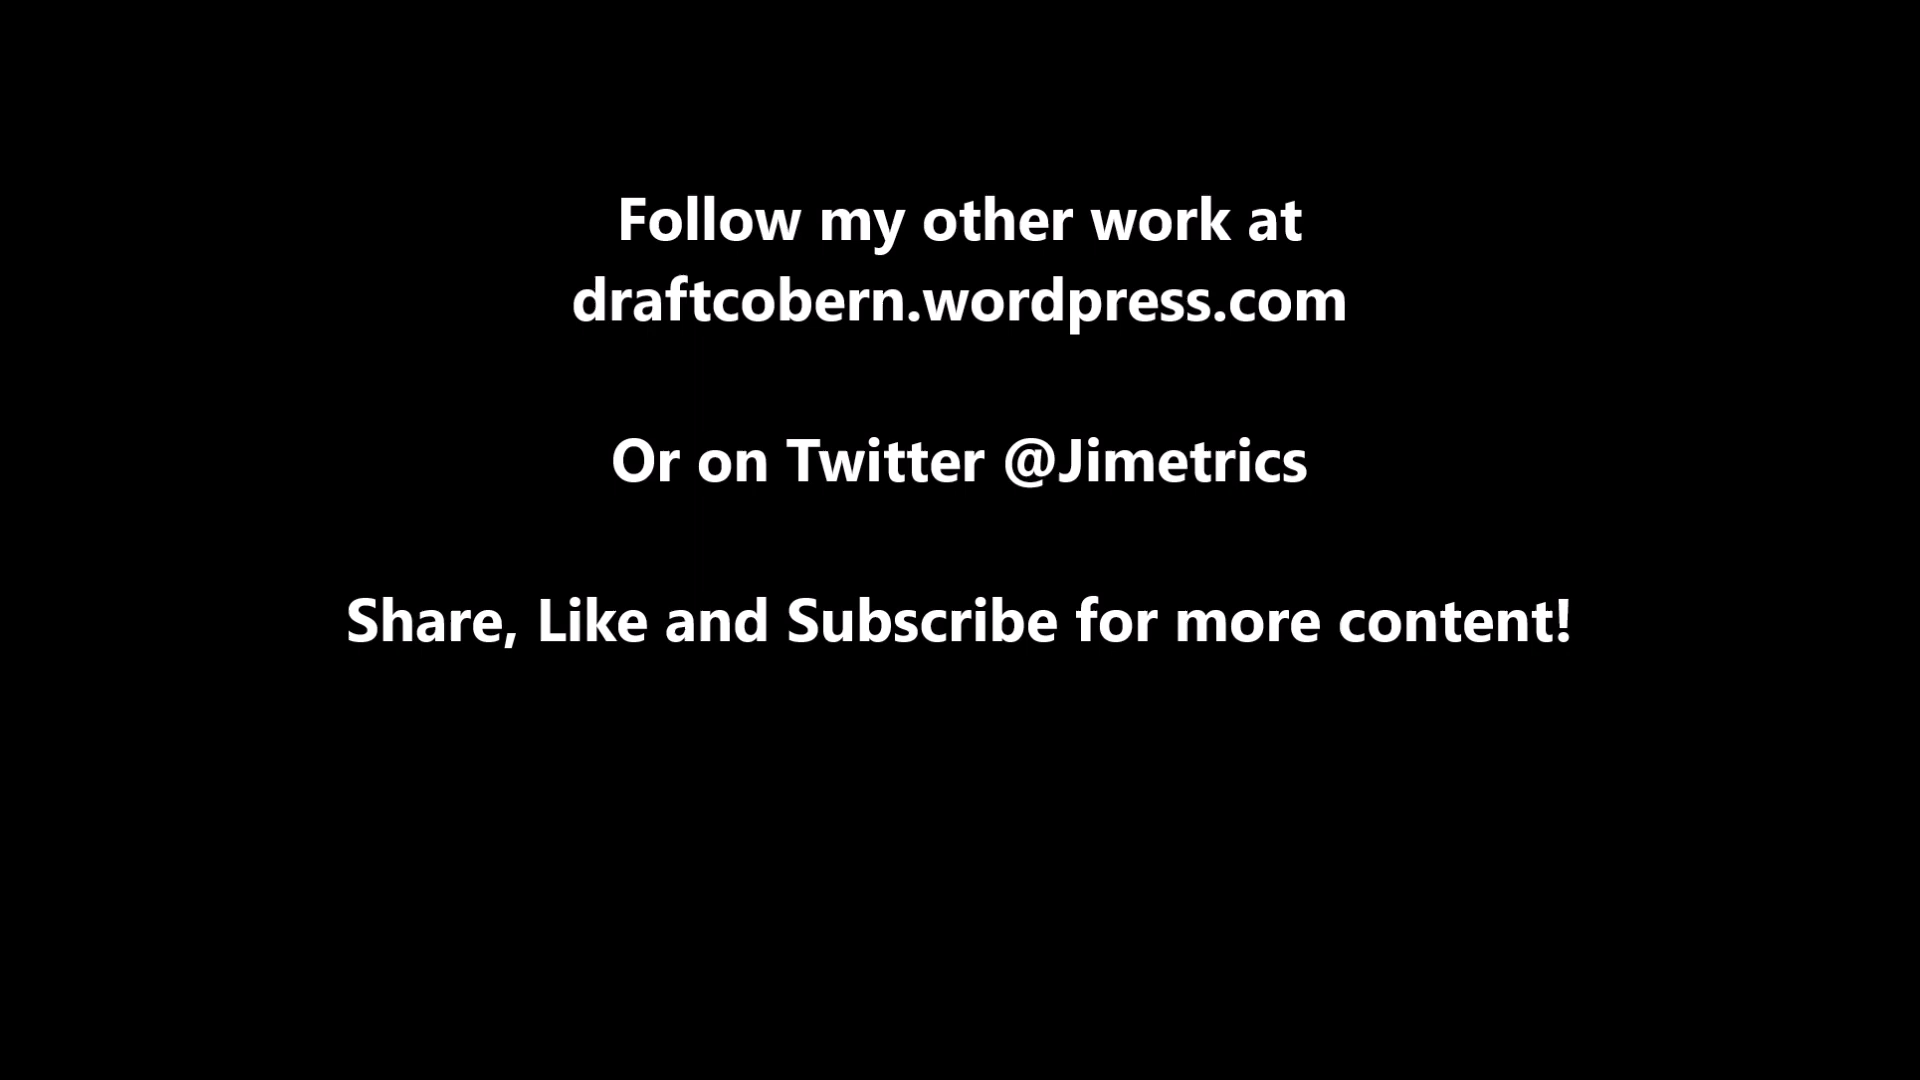 Follow my other work at
draftcobern.wordpress.com
Or on Twitter @Jimetrics
Share, Like and Subscribe for more content!